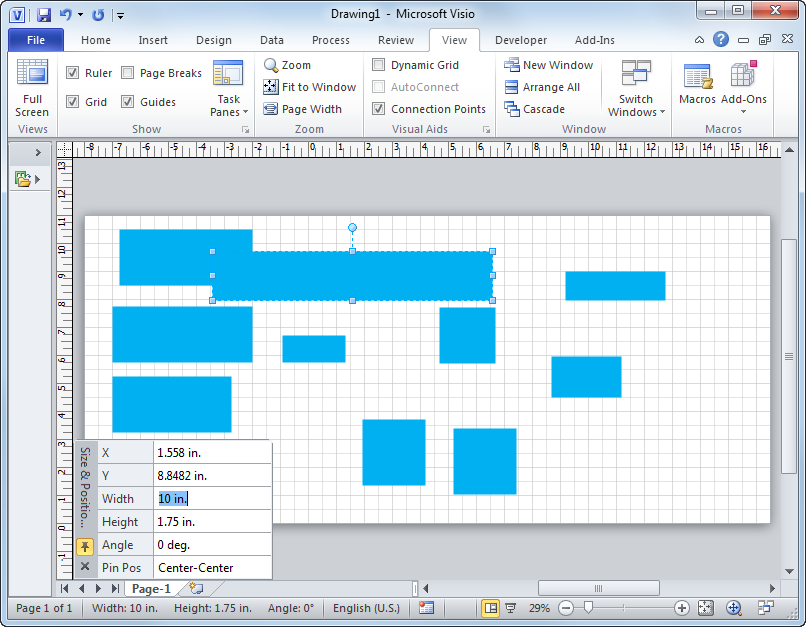 Drawing1 - Microsoft Visio
File Home Insert Design Data Process Review View Developer Add-Ins
Ruler Page Breaks
Grid Guides
Full
Screen
Task
Panes
Zoom
Fit to Window
Page Width
Dynamic Grid
AutoConnect
Connection Points
New Window
Arrange All
Cascade
Switch
Windows
Macros Add-Ons
Views Show Zoom Visual Aids Window Macros
-8 -7 -6 -5 -4 -3 -2 -1 0 1 2 3 4 5 6 7 8 9 10 11 12 13 14 15 16
13
12
11
10
9
8
7
6
5
4
3
2
1
0
-1
Size & Positio...
X 1.558 in.
Y 8.8482 in.
Width 10 in.
Height 1.75 in.
Angle 0 deg.
Pin Pos Center-Center
Page-1
Page 1 of 1 Width: 10 in. Height: 1.75 in. Angle: 0° English (U.S.) 29%